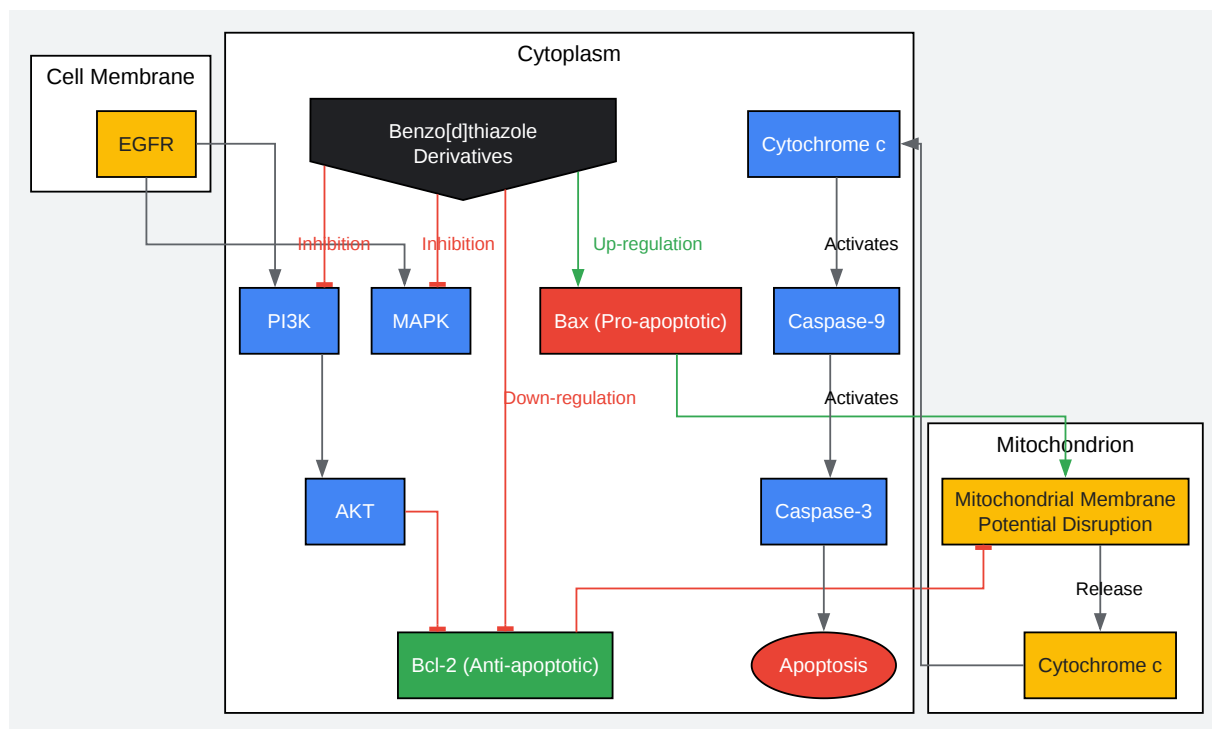 Cytoplasm
Cell Membrane
EGFR
Benzo[d]thiazole
Derivatives
Cytochrome c
Inhibition
Inhibition
Up-regulation
Activates
PI3K
MAPK
Bax (Pro-apoptotic)
Caspase-9
Down-regulation
Activates
Mitochondrion
AKT
Caspase-3
Mitochondrial Membrane
Potential Disruption
Release
Bcl-2 (Anti-apoptotic)
Apoptosis
Cytochrome c